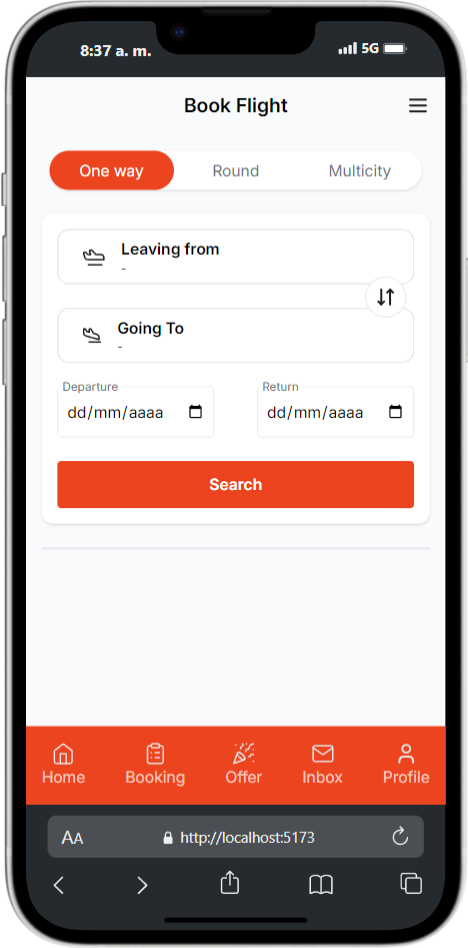 8:37 a. m. 5G
Book Flight
One way Round Multicity
Leaving from
-
Going To
-
Departure Return
dd/mm/aaaa dd/mm/aaaa
Search
Home Booking Offer Inbox Profile
AA http://localhost:5173